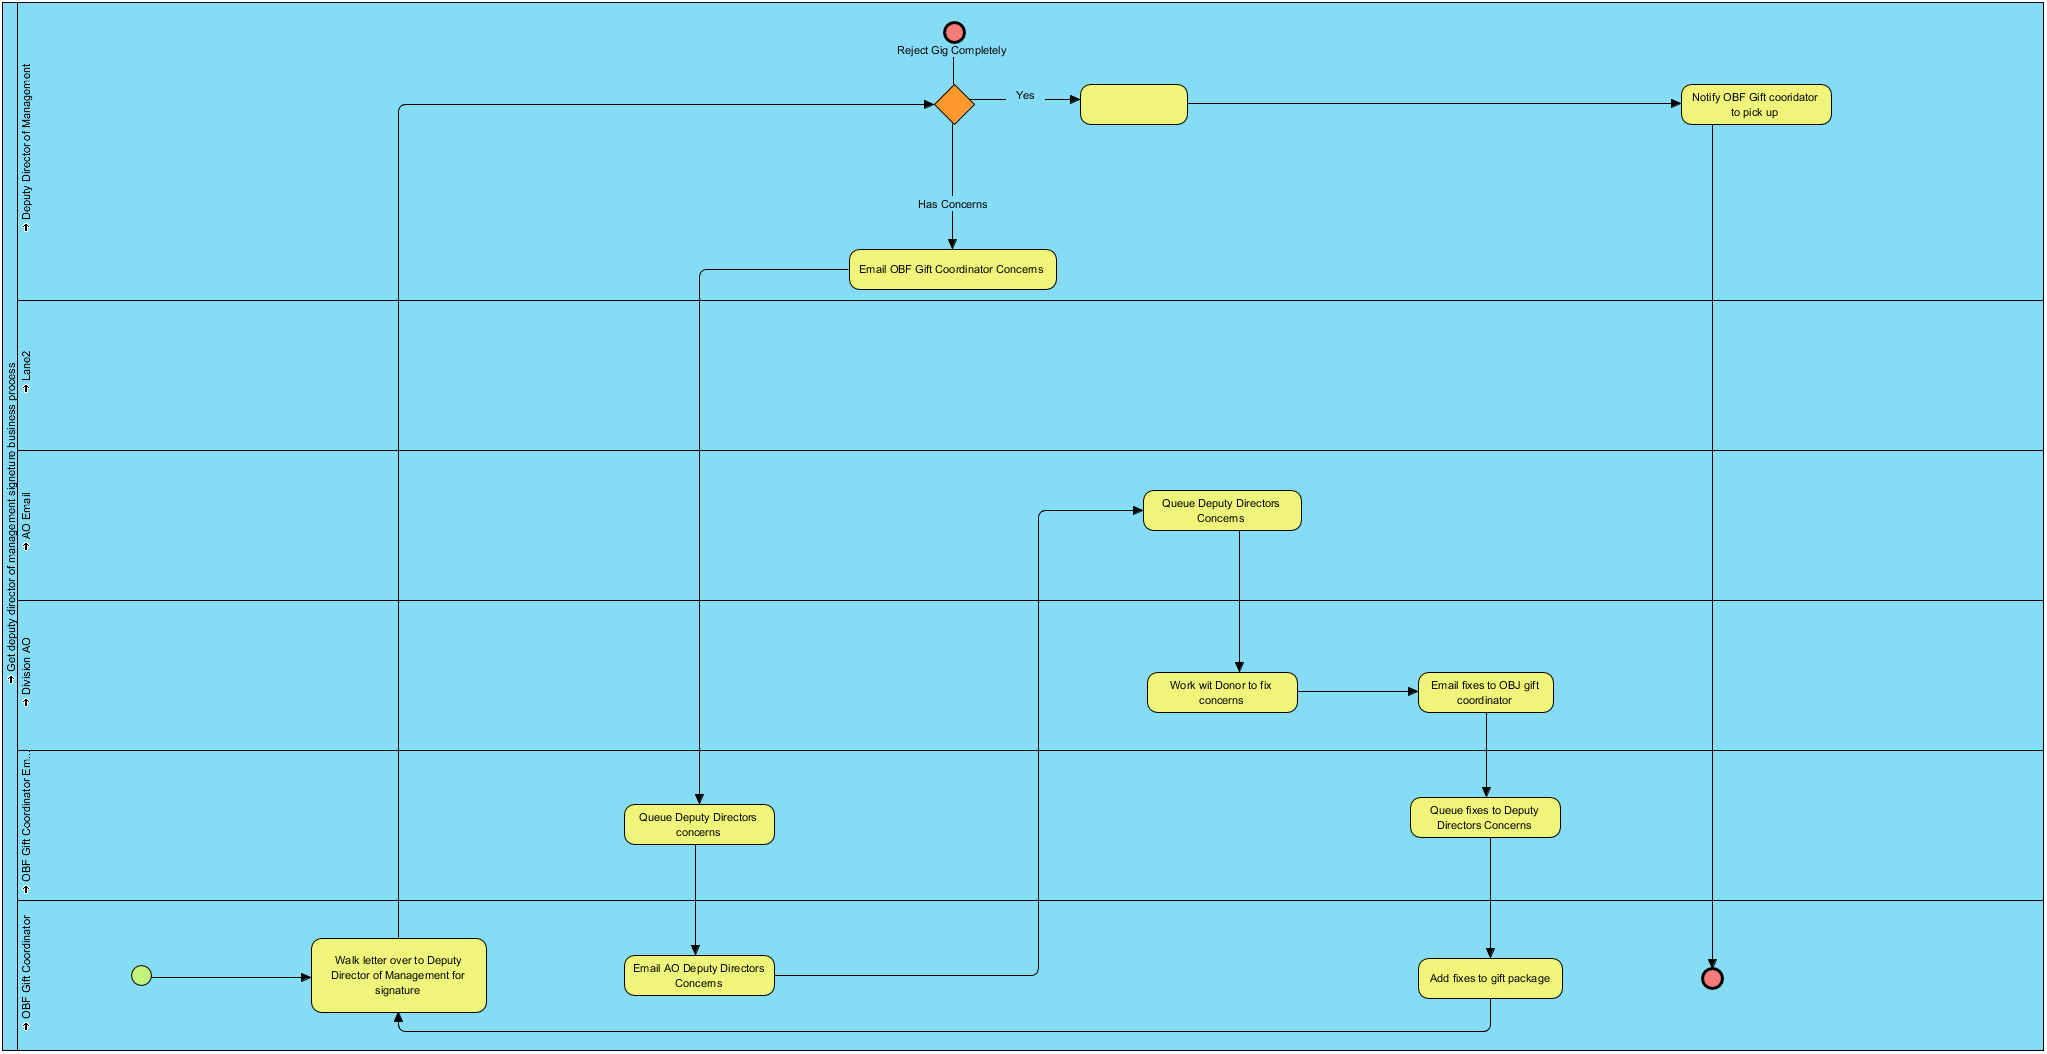 Get deputy director of management signeture business process
Deputy Director of Management
Reject Gig Completely
Yes
Notify OBF Gift cooridator
to pick up
Has Concerns
Email OBF Gift Coordinator Concerns
Lane2
AO Email
Queue Deputy Directors
Concerns
Division AO
Work wit Donor to fix
concerns
Email fixes to OBJ gift
coordinator
OBF Gift Coordinator Em...
Queue Deputy Directors
concerns
Queue fixes to Deputy
Directors Concerns
OBF Gift Coordinator
Walk letter over to Deputy
Director of Management for
signature
Email AO Deputy Directors
Concerns
Add fixes to gift package